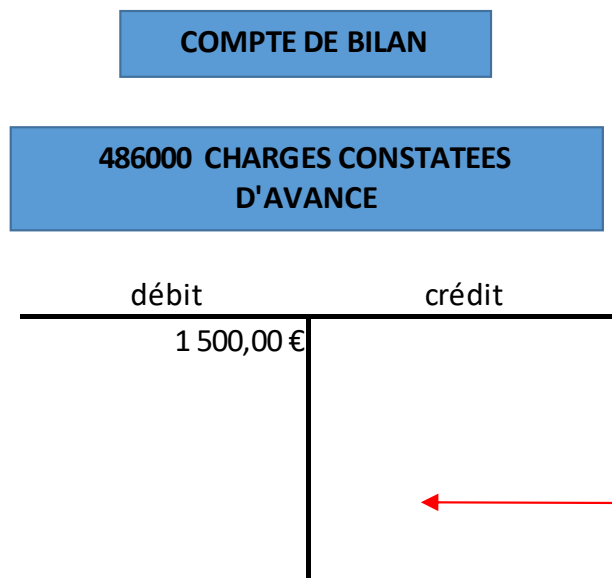 COMPTE DE BILAN
486000 CHARGES CONSTATEES
D'AVANCE
débit crédit
1 500,00 €